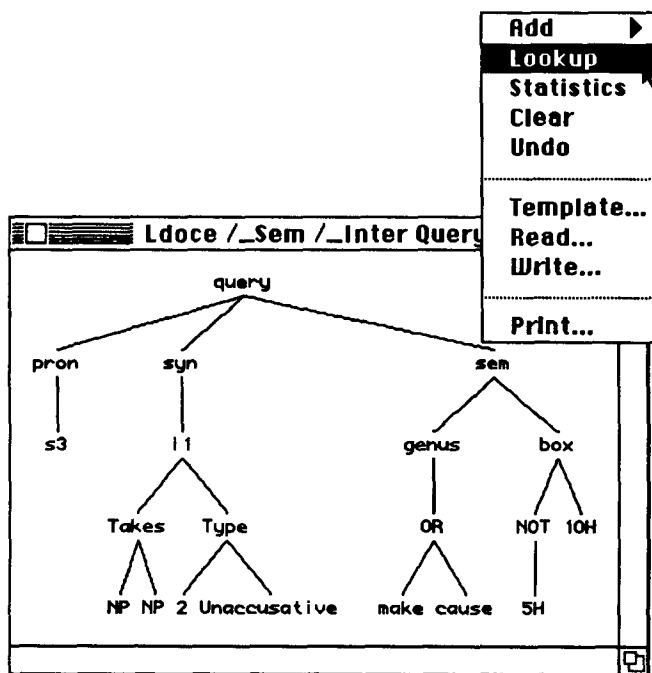 Add
Lookup
Statistics
Clear
Undo
Template...
Read...
Write...
Print...
Ldoce /_Sem /_Inter Query
query
pron syn sem
s3 i1 genus box
Takes Type OR NOT 10H
NP NP 2 Unaccusative make cause 5H